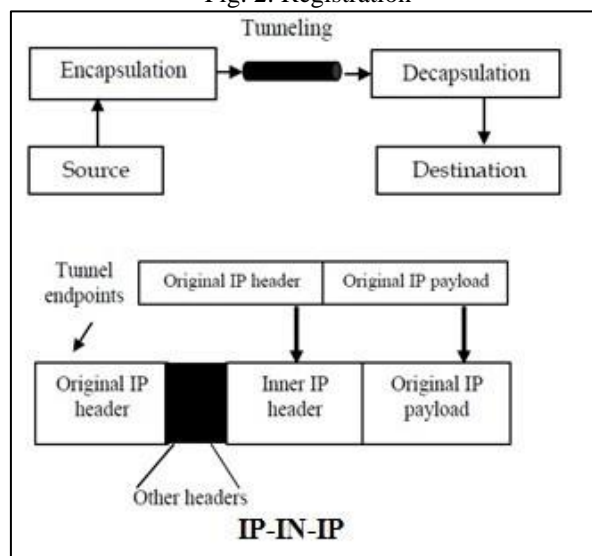 Fig. 2. Registration
Tunneling
Encapsulation
Decapsulation
Source
Destination
Tunnel
endpoints
Original IP header
Original IP payload
Original IP
header
Inner IP
header
Original IP
payload
Other headers
IP-IN-IP